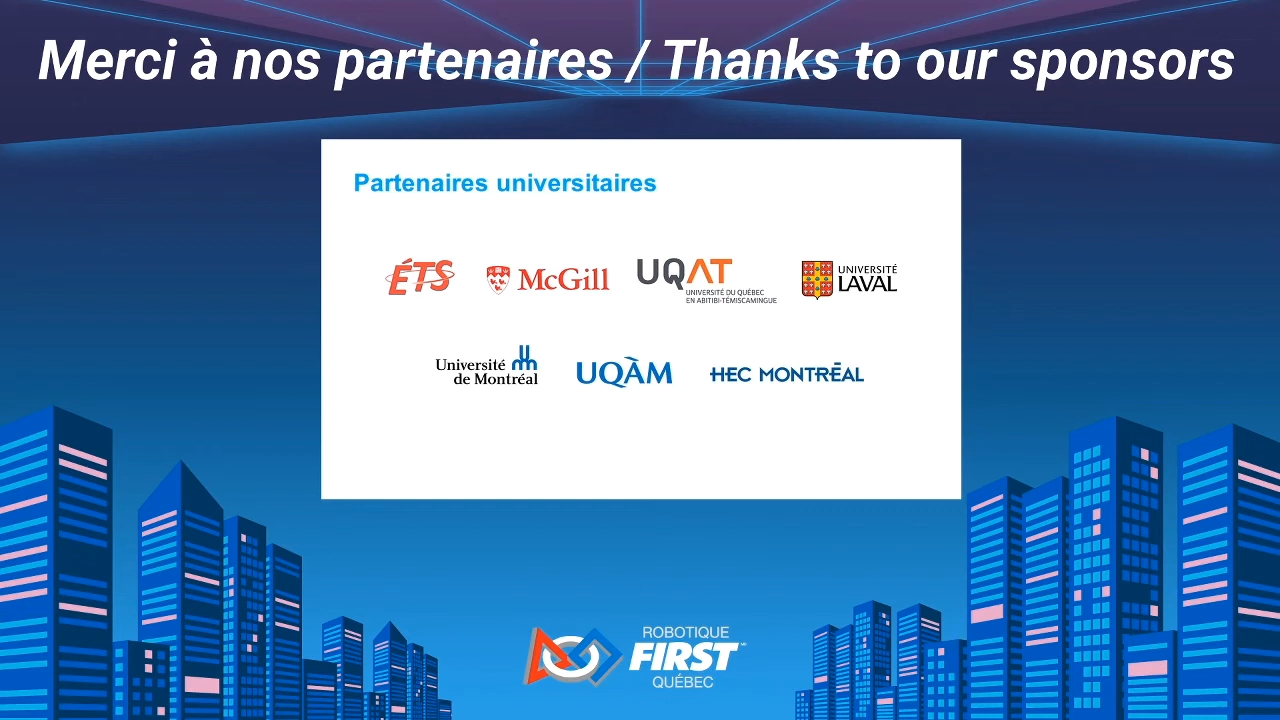 Merci à nos partenaires / Thanks to our sponsors
Partenaires universitaires
ÉTS
McGill
UQAT
UNIVERSITÉ DU QUÉBEC
EN ABITIBI-TÉMISCAMINGUE
UNIVERSITÉ
LAVAL
Université
de Montréal
UQÀM
HEC MONTRÉAL
ROBOTIQUE
FIRST
QUÉBEC